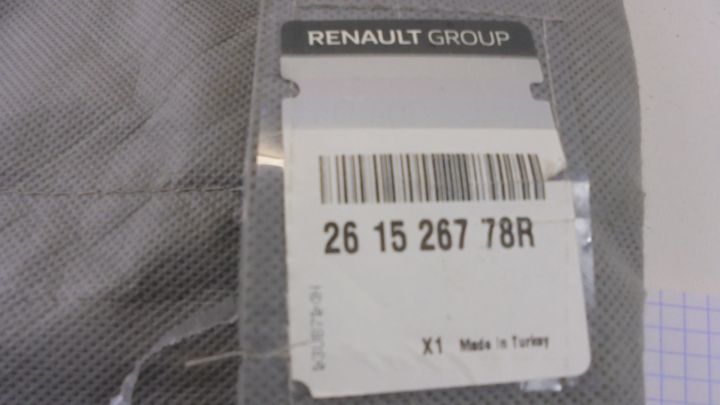 RENAULT GROUP
26 15 267 78R
X1 Made in Turkey